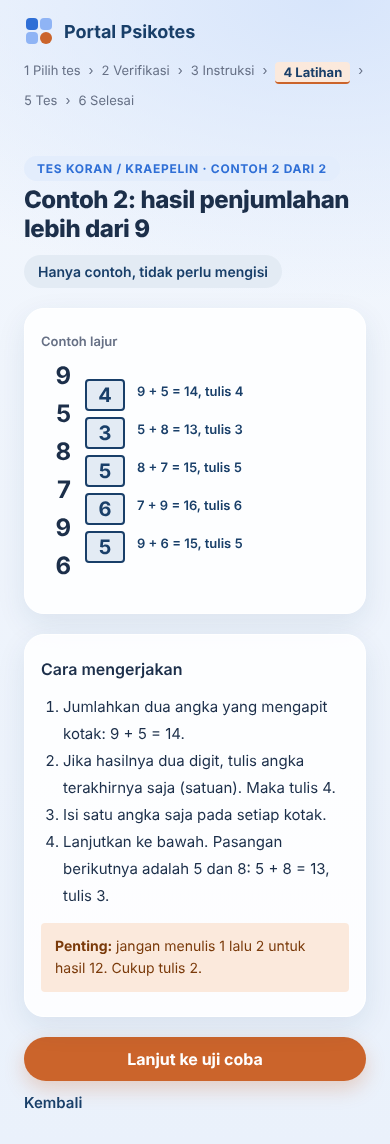 Portal Psikotes
1 Pilih tes › 2 Verifikasi › 3 Instruksi › 4 Latihan ›
5 Tes › 6 Selesai
TES KORAN / KRAEPELIN · CONTOH 2 DARI 2
Contoh 2: hasil penjumlahan
lebih dari 9
Hanya contoh, tidak perlu mengisi
Contoh lajur
9
4 9 + 5 = 14, tulis 4
5
3 5 + 8 = 13, tulis 3
8
5 8 + 7 = 15, tulis 5
7
6 7 + 9 = 16, tulis 6
9
5 9 + 6 = 15, tulis 5
6
Cara mengerjakan
1. Jumlahkan dua angka yang mengapit
kotak: 9 + 5 = 14.
2. Jika hasilnya dua digit, tulis angka
terakhirnya saja (satuan). Maka tulis 4.
3. Isi satu angka saja pada setiap kotak.
4. Lanjutkan ke bawah. Pasangan
berikutnya adalah 5 dan 8: 5 + 8 = 13,
tulis 3.
Penting: jangan menulis 1 lalu 2 untuk
hasil 12. Cukup tulis 2.
Lanjut ke uji coba
Kembali